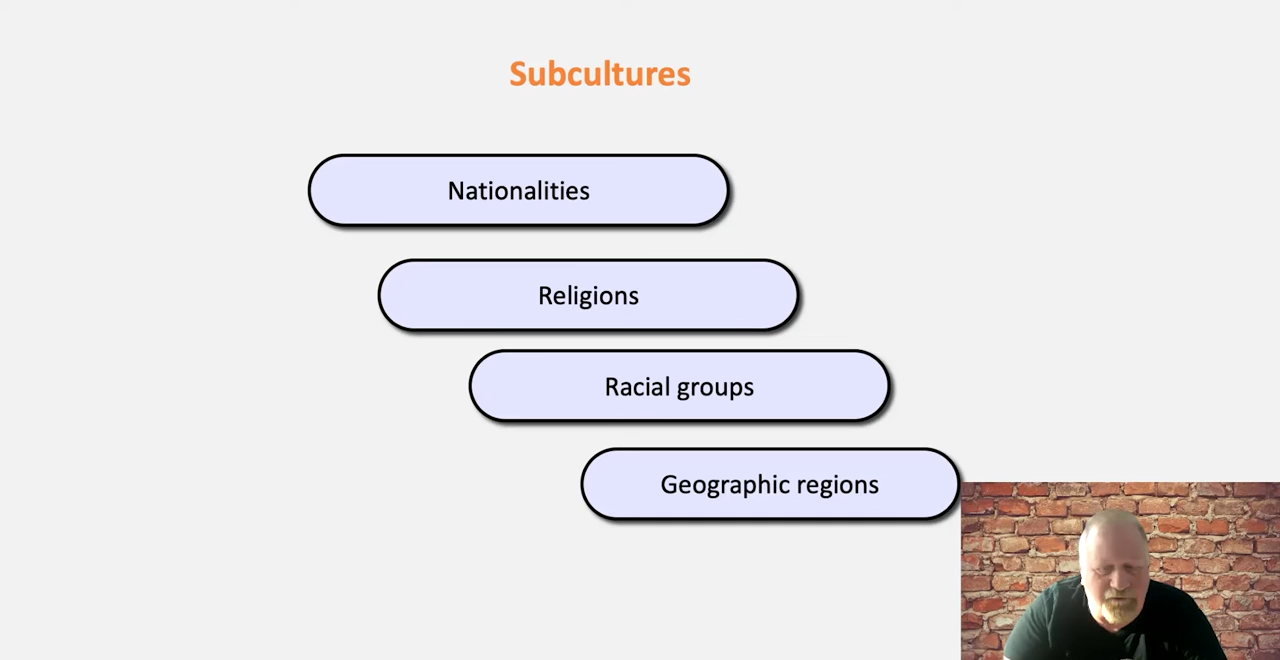 Subcultures
Nationalities
Religions
Racial groups
Geographic regions